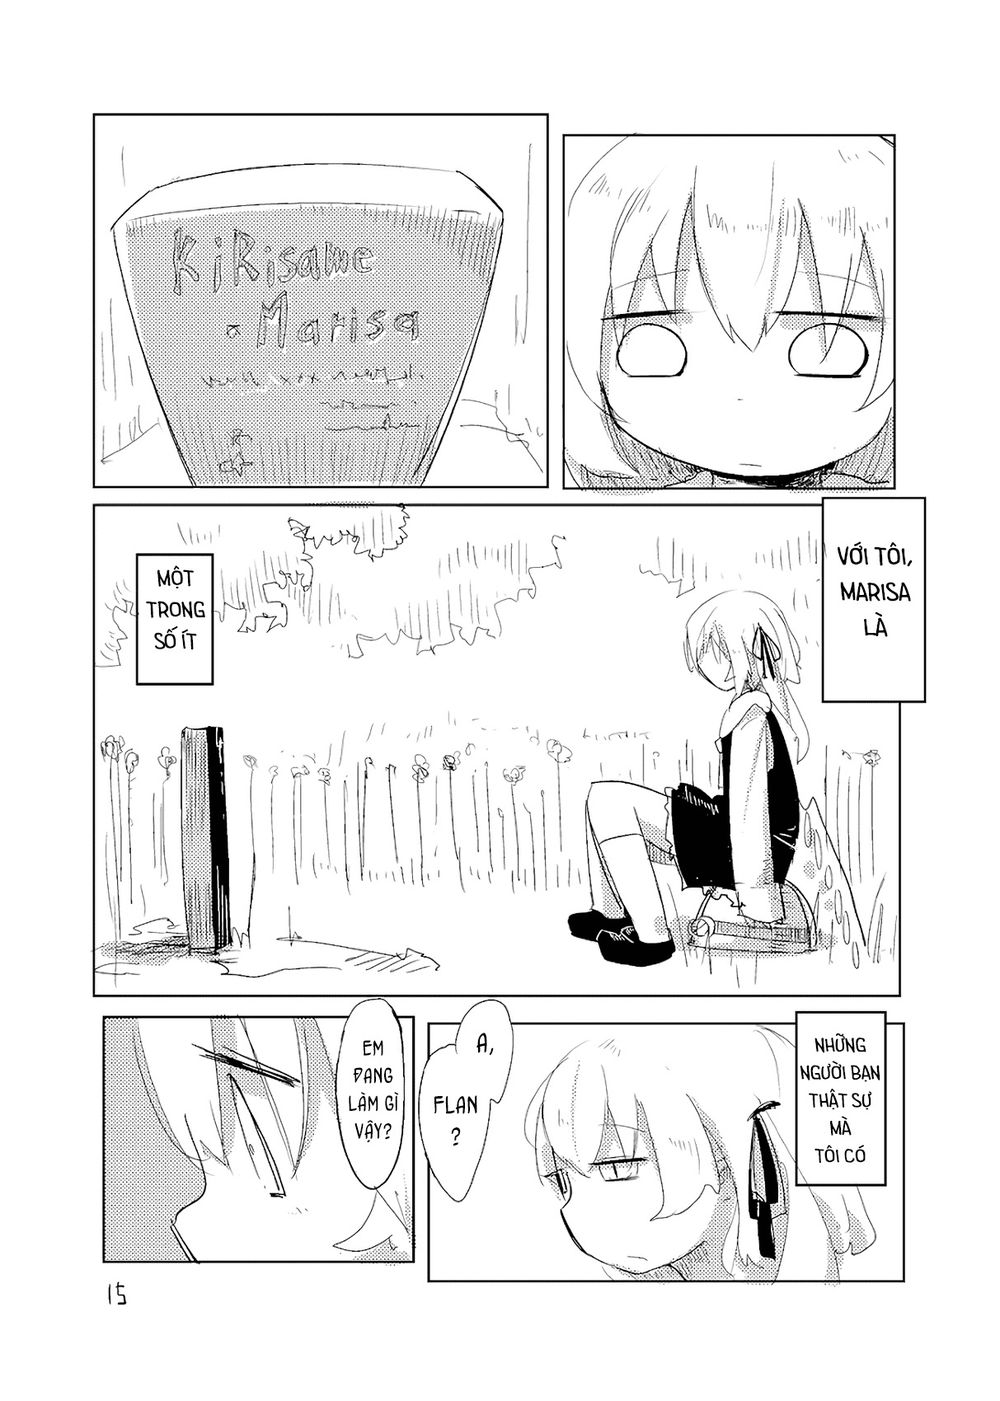 KiRisame
Marisa
VỚI TÔI,
MARISA
LÀ
MỘT
TRONG
SỐ ÍT
NHỮNG
NGƯỜI BẠN
THẬT SỰ
MÀ
TÔI CÓ
A,
FLAN
?
EM
ĐANG
LÀM GÌ
VẬY?
15